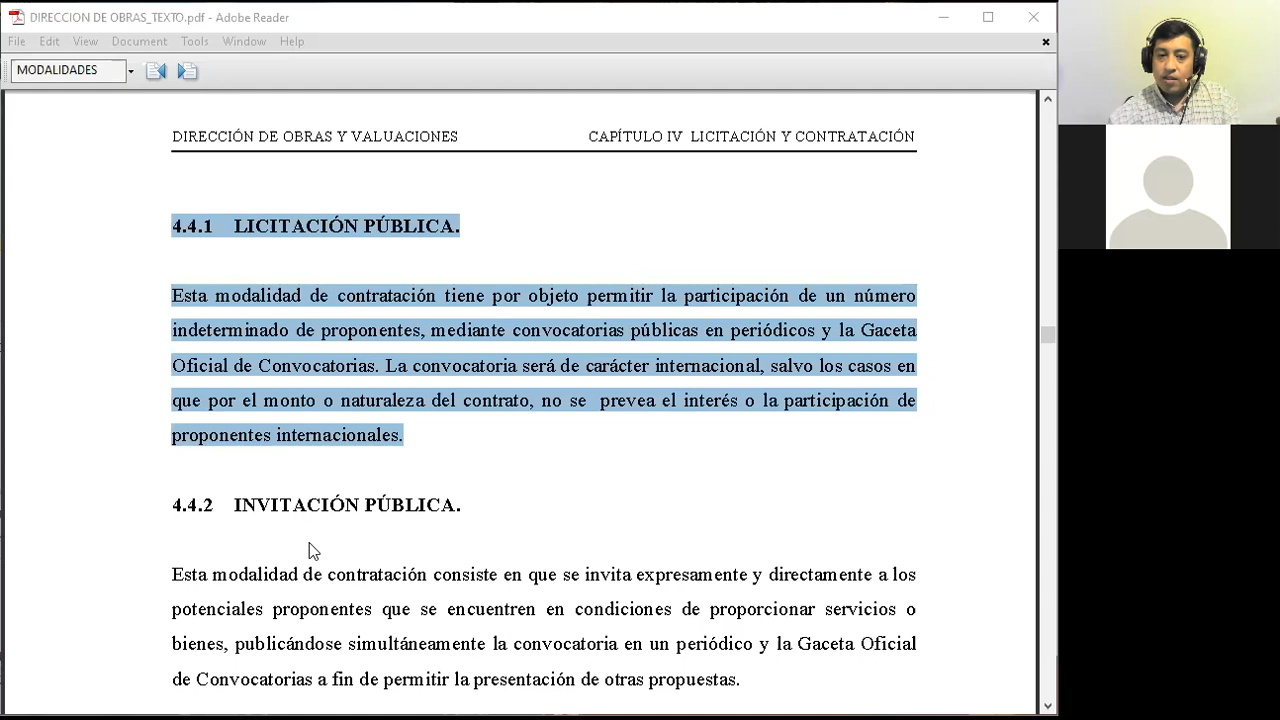 DIRECCION DE OBRAS_TEXTO.pdf - Adobe Reader
File Edit View Document Tools Window Help
MODALIDADES
DIRECCIÓN DE OBRAS Y VALUACIONES CAPÍTULO IV LICITACIÓN Y CONTRATACIÓN
4.4.1 LICITACIÓN PÚBLICA.
Esta modalidad de contratación tiene por objeto permitir la participación de un número
indeterminado de proponentes, mediante convocatorias públicas en periódicos y la Gaceta
Oficial de Convocatorias. La convocatoria será de carácter internacional, salvo los casos en
que por el monto o naturaleza del contrato, no se prevea el interés o la participación de
proponentes internacionales.
4.4.2 INVITACIÓN PÚBLICA.
Esta modalidad de contratación consiste en que se invita expresamente y directamente a los
potenciales proponentes que se encuentren en condiciones de proporcionar servicios o
bienes, publicándose simultáneamente la convocatoria en un periódico y la Gaceta Oficial
de Convocatorias a fin de permitir la presentación de otras propuestas.